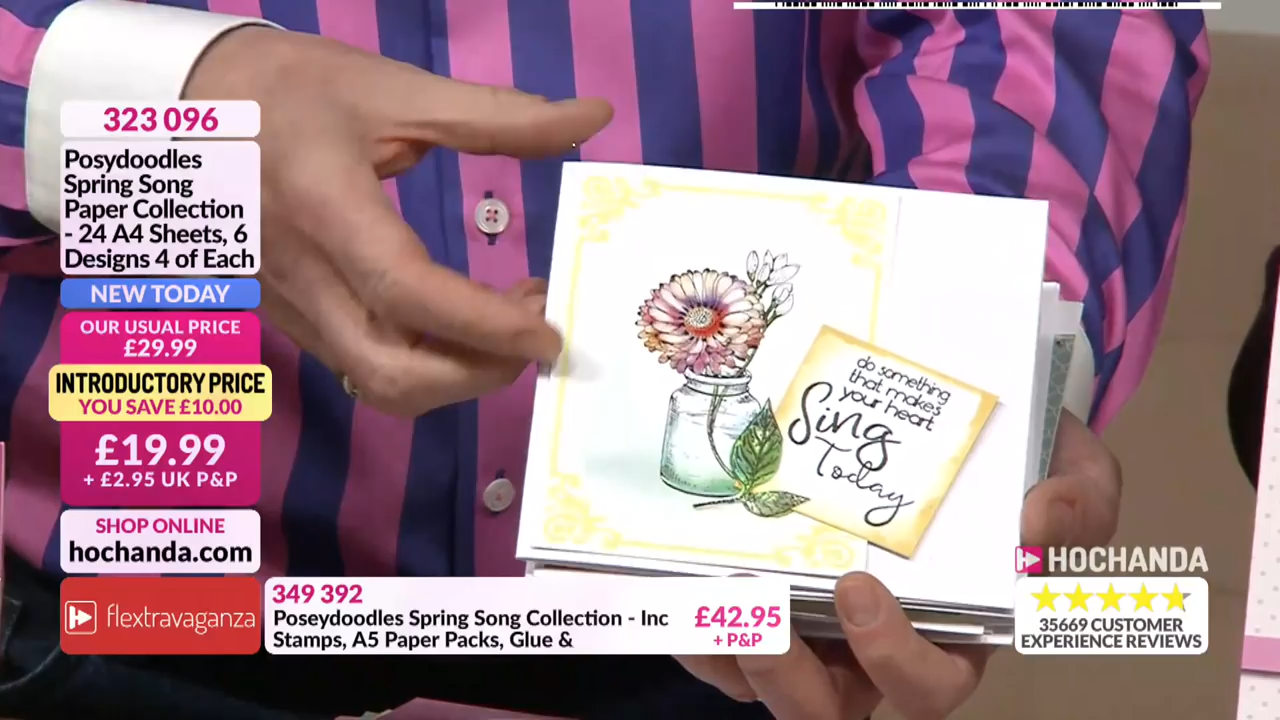 323 096
Posydoodles
Spring Song
Paper Collection
- 24 A4 Sheets, 6
Designs 4 of Each
NEW TODAY
OUR USUAL PRICE
£29.99
INTRODUCTORY PRICE
YOU SAVE £10.00
£19.99
+ £2.95 UK P&P
SHOP ONLINE
hochanda.com
flextravaganza
349 392
Poseydoodles Spring Song Collection - Inc
Stamps, A5 Paper Packs, Glue &
£42.95
+ P&P
do something
that makes
your heart
Sing
Today
HOCHANDA
35669 CUSTOMER
EXPERIENCE REVIEWS